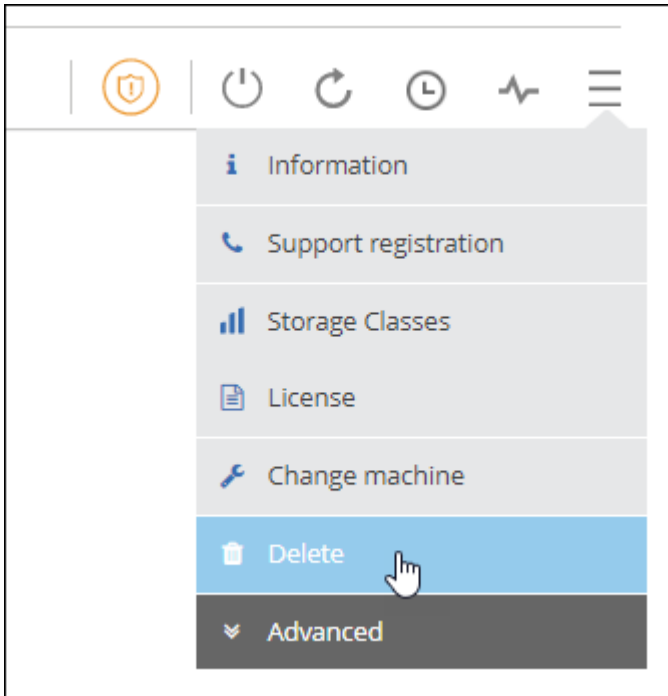 Information
Support registration
Storage Classes
License
Change machine
Delete
Advanced